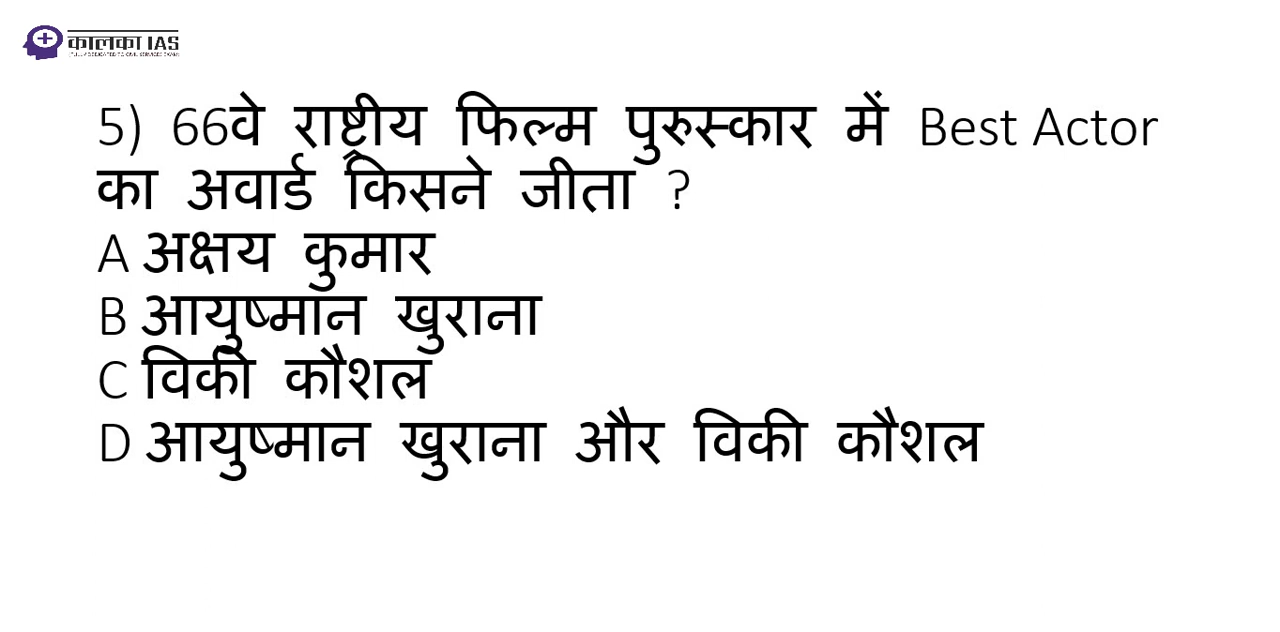 कालका IAS
5) 66वे राष्ट्रीय फिल्म पुरुस्कार में Best Actor
का अवार्ड किसने जीता ?
A अक्षय कुमार
B आयुष्मान खुराना
C विकी कौशल
D आयुष्मान खुराना और विकी कौशल